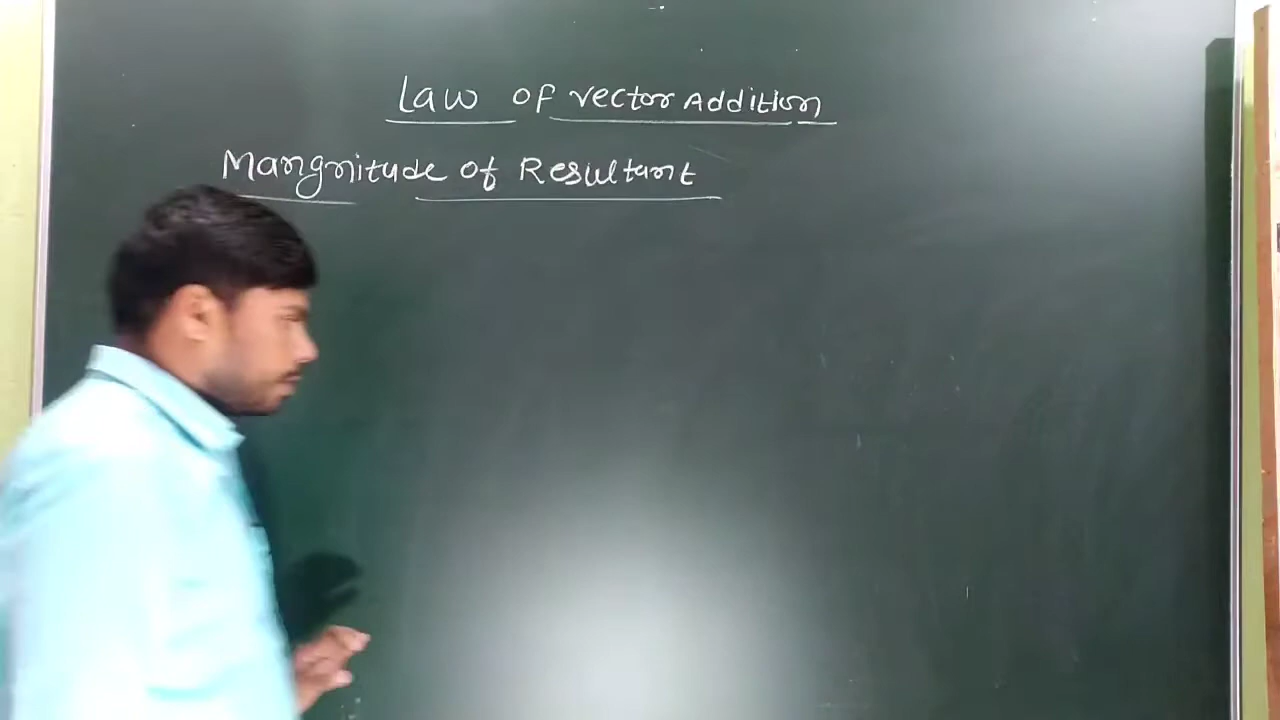 Law of vector Addition
Mangnitude of Resultant